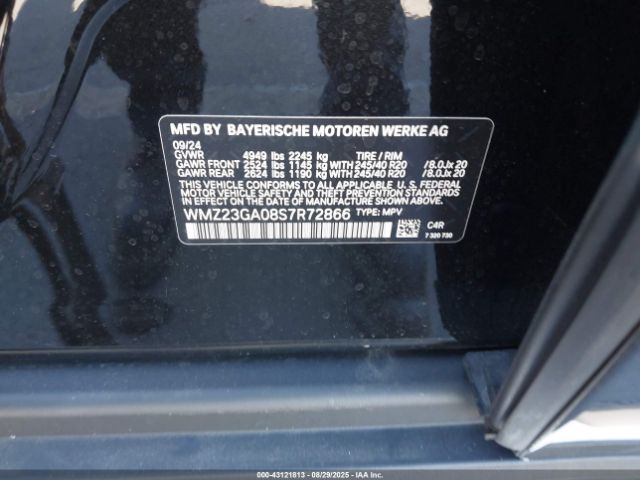 MFD BY BAYERISCHE MOTOREN WERKE AG
09/24
GVWR 4949 lbs 2245 kg TIRE / RIM
GAWR FRONT 2524 lbs 1145 kg WITH 245/40 R20 /8.0Jx 20
GAWR REAR 2624 lbs 1190 kg WITH 245/40 R20 /8.0Jx 20
THIS VEHICLE CONFORMS TO ALL APPLICABLE U.S. FEDERAL
MOTOR VEHICLE SAFETY AND THEFT PREVENTION STANDARDS
IN EFFECT ON THE DATE OF MANUFACTURE SHOWN ABOVE.
WMZ23GA08S7R72866 TYPE: MPV
C4R
7 320 730
000-43121813 - 08/29/2025 - COPYRIGHT IAA